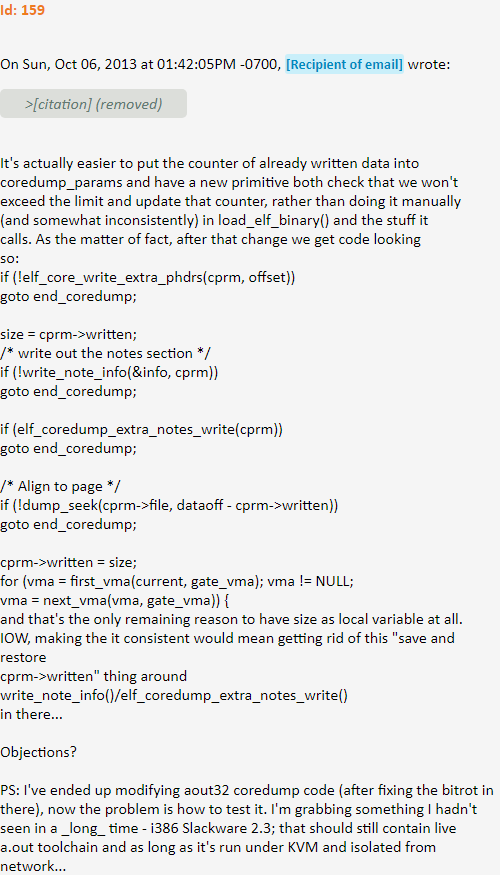 Id: 159
On Sun, Oct 06, 2013 at 01:42:05PM -0700, [Recipient of email] wrote:
>[citation] (removed)
It's actually easier to put the counter of already written data into
coredump_params and have a new primitive both check that we won't
exceed the limit and update that counter, rather than doing it manually
(and somewhat inconsistently) in load_elf_binary() and the stuff it
calls. As the matter of fact, after that change we get code looking
so:
if (!elf_core_write_extra_phdrs(cprm, offset))
goto end_coredump;
size = cprm->written;
/* write out the notes section */
if (!write_note_info(&info, cprm))
goto end_coredump;
if (elf_coredump_extra_notes_write(cprm))
goto end_coredump;
/* Align to page */
if (!dump_seek(cprm->file, dataoff - cprm->written))
goto end_coredump;
cprm->written = size;
for (vma = first_vma(current, gate_vma); vma != NULL;
vma = next_vma(vma, gate_vma)) {
and that's the only remaining reason to have size as local variable at all.
IOW, making the it consistent would mean getting rid of this "save and
restore
cprm->written" thing around
write_note_info()/elf_coredump_extra_notes_write()
in there...
Objections?
PS: I've ended up modifying aout32 coredump code (after fixing the bitrot in
there), now the problem is how to test it. I'm grabbing something I hadn't
seen in a _long_ time - i386 Slackware 2.3; that should still contain live
a.out toolchain and as long as it's run under KVM and isolated from
network...